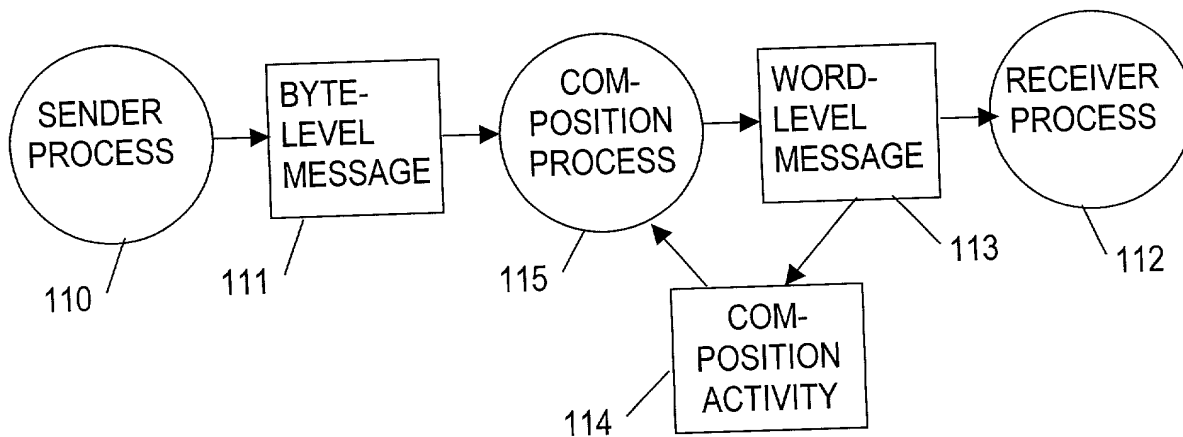 SENDER
PROCESS
BYTE-
LEVEL
MESSAGE
COM-
POSITION
PROCESS
WORD-
LEVEL
MESSAGE
RECEIVER
PROCESS
110
111
115
113
112
COM-
POSITION
ACTIVITY
114